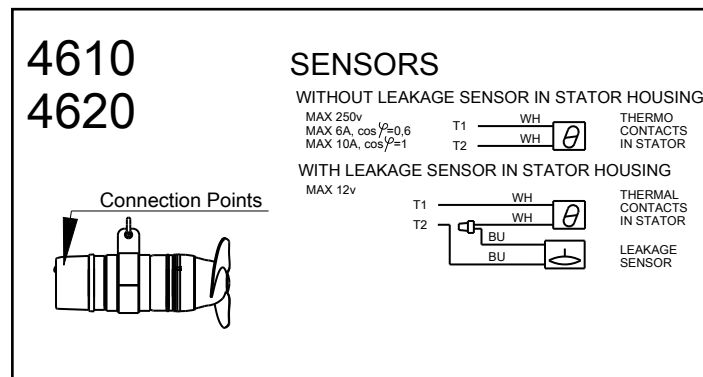 4610
4620
SENSORS
WITHOUT LEAKAGE SENSOR IN STATOR HOUSING
MAX 250v
MAX 6A, cosφ=0,6
MAX 10A, cosφ=1
T1 WH
T2 WH
THERMO
CONTACTS
IN STATOR
WITH LEAKAGE SENSOR IN STATOR HOUSING
MAX 12v
T1 WH
T2 WH
BU
BU
THERMAL
CONTACTS
IN STATOR
LEAKAGE
SENSOR
Connection Points